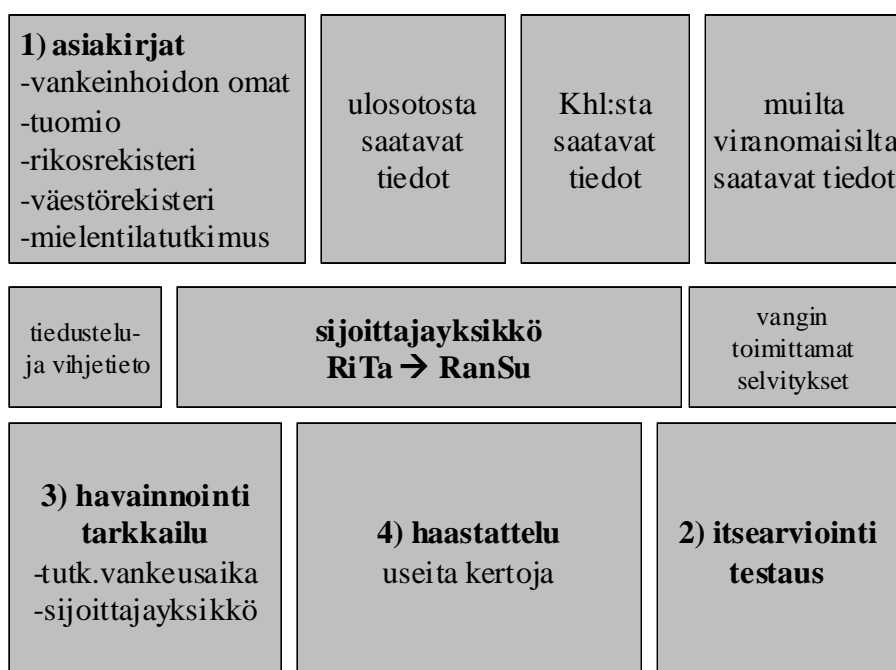 1) asiakirjat
-vankeinhoidon omat
-tuomio
-rikosrekisteri
-väestörekisteri
-mielentilatutkimus
ulosotosta
saatavat
tiedot
Khl:sta
saatavat
tiedot
muilta
viranomaisilta
saatavat tiedot
tiedustelu-
ja vihjetieto
sijoittajayksikkö
RiTa → RanSu
vangin
toimittamat
selvitykset
3) havainnointi
tarkkailu
-tutk.vankeusaika
-sijoittajayksikkö
4) haastattelu
useita kertoja
2) itsearviointi
testaus